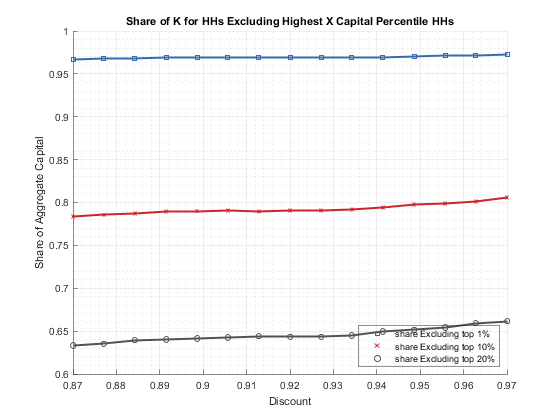 Share of K for HHs Excluding Highest X Capital Percentile HHs
1
0.95
0.9
0.85
0.8
0.75
0.7
0.65
0.6
Share of Aggregate Capital
share Excluding top 1%
share Excluding top 10%
share Excluding top 20%
0.87 0.88 0.89 0.9 0.91 0.92 0.93 0.94 0.95 0.96 0.97
Discount